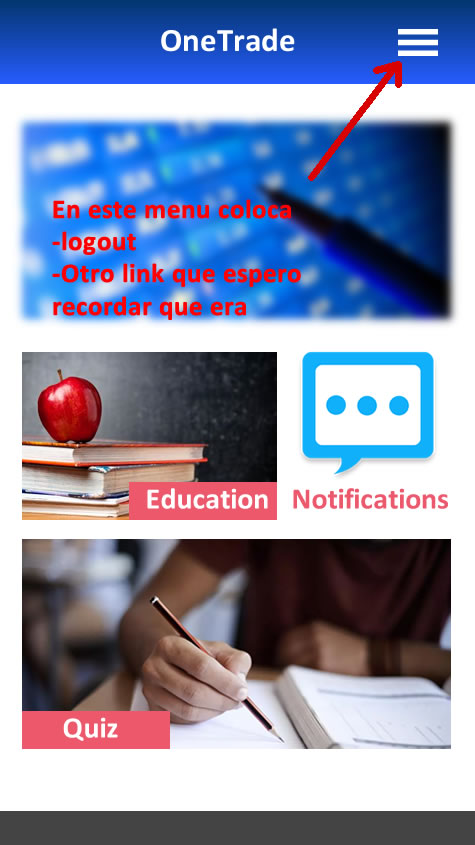 OneTrade
En este menu coloca
-logout
-Otro link que espero
recordar que era
Education
Notifications
Quiz